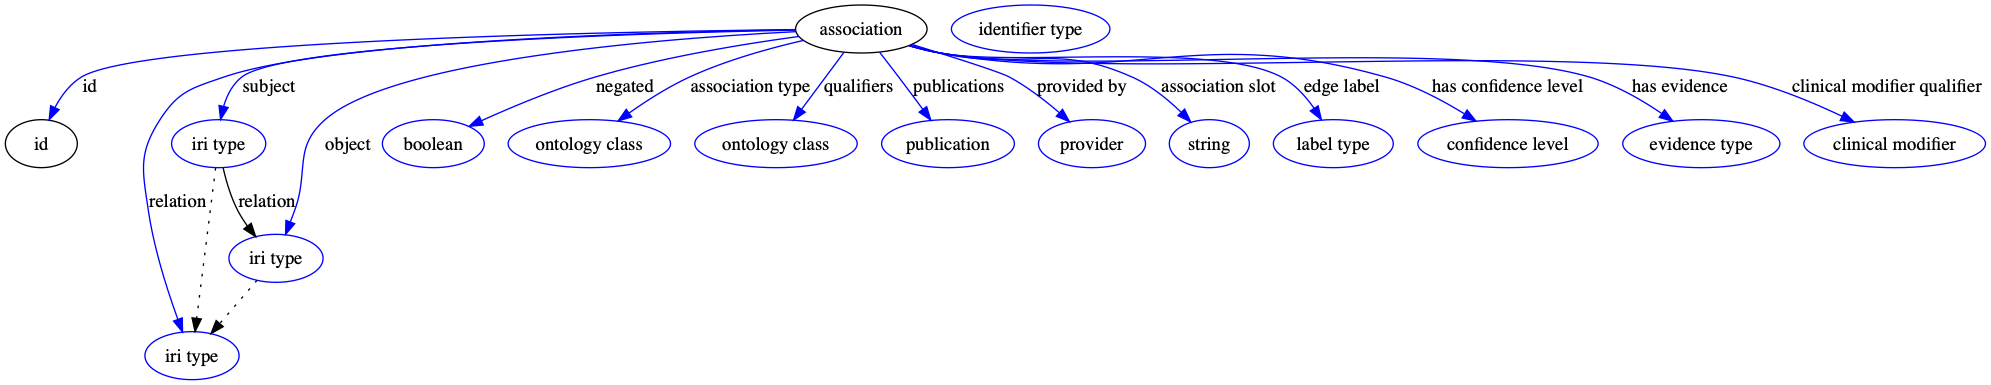 association
identifier type
id
subject
negated
association type
qualifiers
publications
provided by
association slot
edge label
has confidence level
has evidence
clinical modifier qualifier
id
iri type
object
boolean
ontology class
ontology class
publication
provider
string
label type
confidence level
evidence type
clinical modifier
relation
relation
iri type
iri type